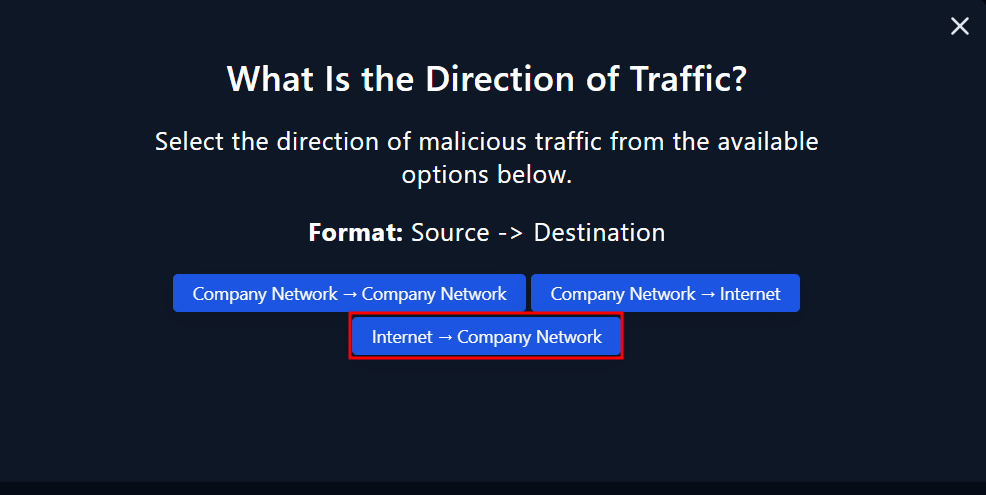 What Is the Direction of Traffic?
Select the direction of malicious traffic from the available
options below.
Format: Source -> Destination
Company Network → Company Network
Company Network → Internet
Internet → Company Network